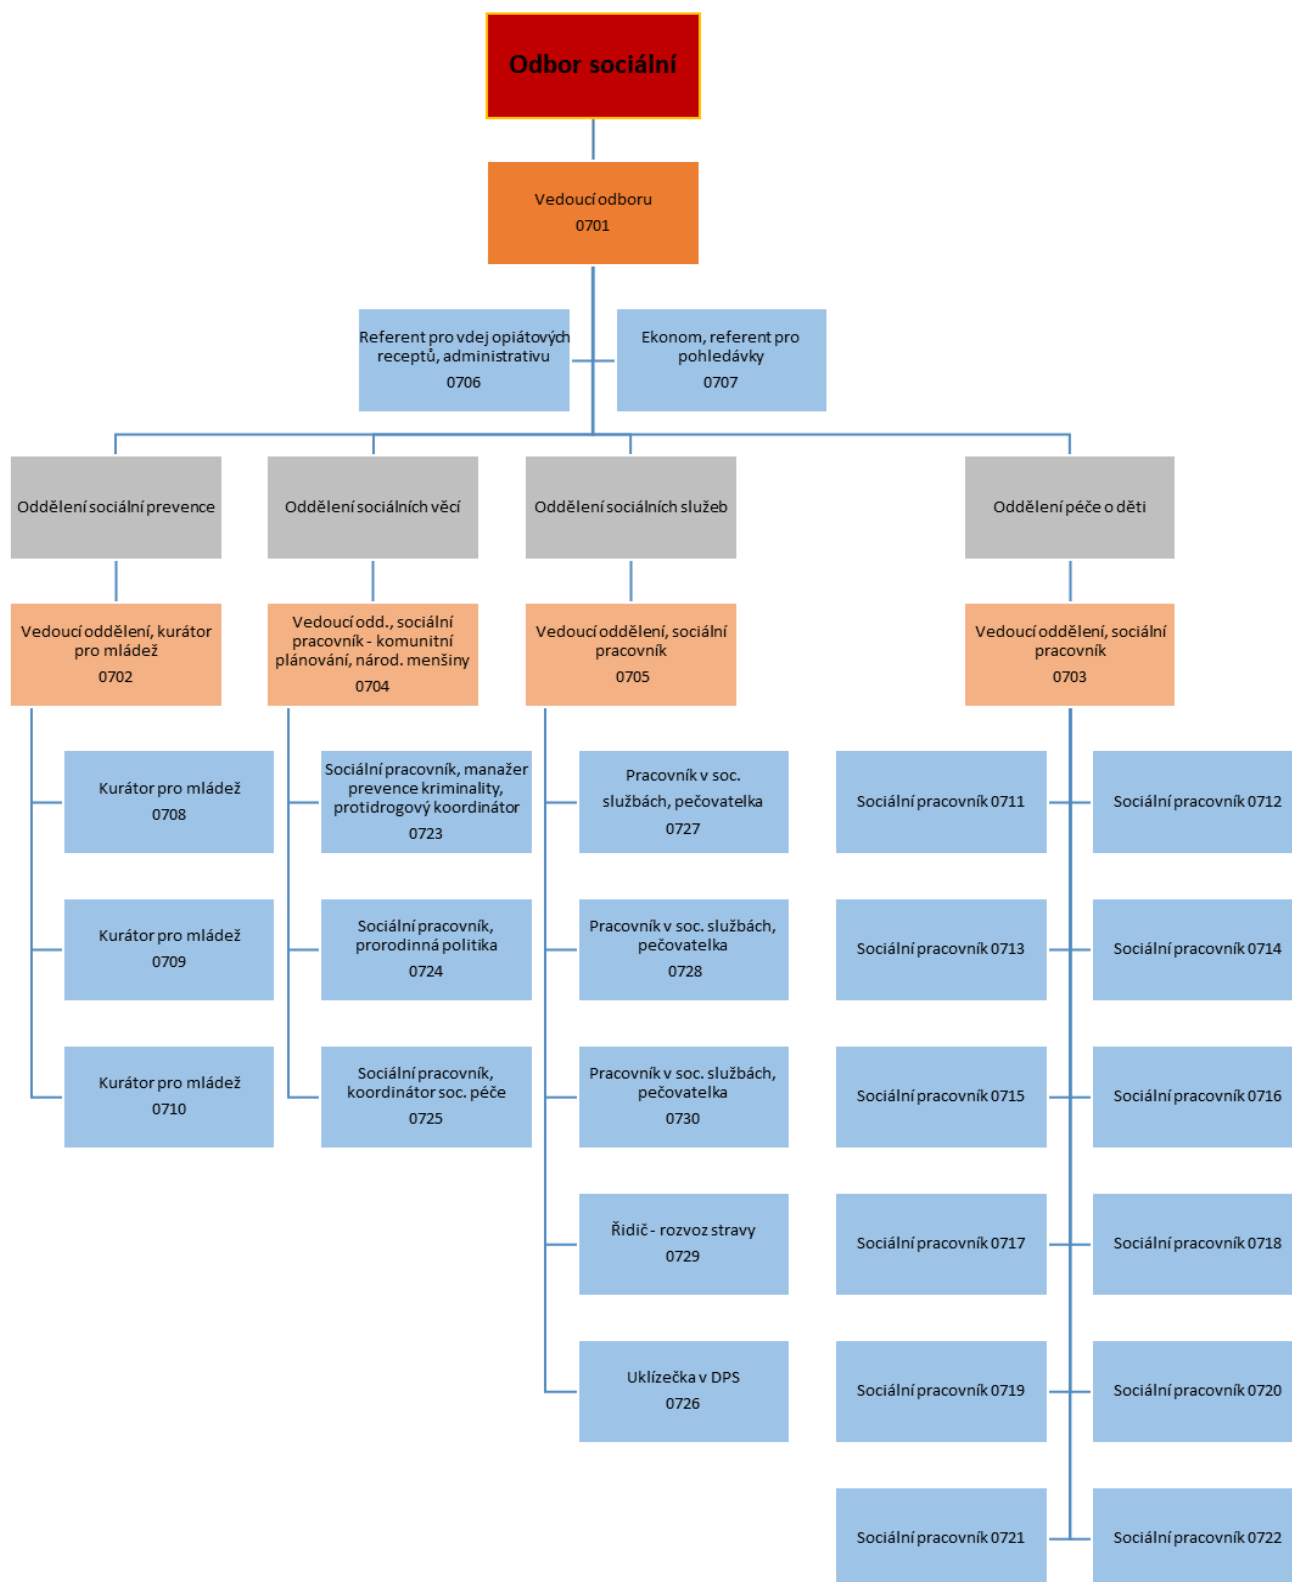 Odbor sociální
Vedoucí odboru
0701
Referent pro vdej opiátových
receptů, administrativu
0706
Ekonom, referent pro
pohledávky
0707
Oddělení sociální prevence
Oddělení sociálních věcí
Oddělení sociálních služeb
Oddělení péče o děti
Vedoucí oddělení, kurátor
pro mládež
0702
Vedoucí odd., sociální
pracovník - komunitní
plánování, národ. menšiny
0704
Vedoucí oddělení, sociální
pracovník
0705
Vedoucí oddělení, sociální
pracovník
0703
Kurátor pro mládež
0708
Sociální pracovník, manažer
prevence kriminality,
protidrogový koordinátor
0723
Pracovník v soc.
službách, pečovatelka
0727
Sociální pracovník 0711
Sociální pracovník 0712
Kurátor pro mládež
0709
Sociální pracovník,
prorodinná politika
0724
Pracovník v soc. službách,
pečovatelka
0728
Sociální pracovník 0713
Sociální pracovník 0714
Kurátor pro mládež
0710
Sociální pracovník,
koordinátor soc. péče
0725
Pracovník v soc. službách,
pečovatelka
0730
Sociální pracovník 0715
Sociální pracovník 0716
Řidič - rozvoz stravy
0729
Sociální pracovník 0717
Sociální pracovník 0718
Uklízečka v DPS
0726
Sociální pracovník 0719
Sociální pracovník 0720
Sociální pracovník 0721
Sociální pracovník 0722